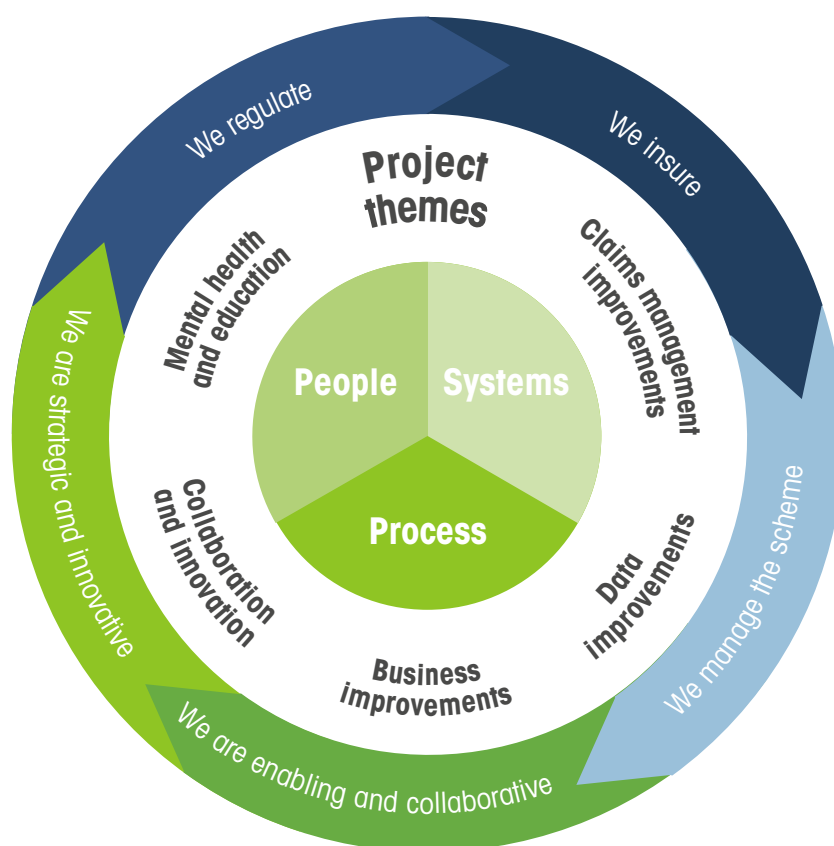 We regulate
We insure
We manage the scheme
We are enabling and collaborative
We are strategic and innovative
Project
themes
Claims management
improvements
Data
improvements
Business
improvements
Collaboration
and innovation
Mental health
and education
People
Systems
Process